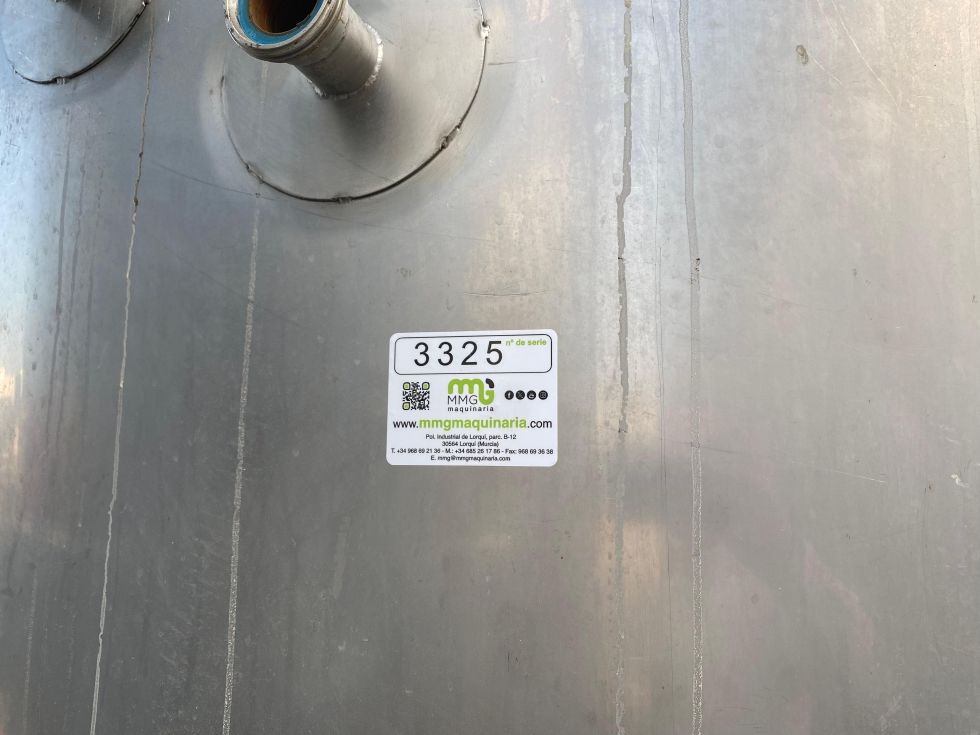 3325 nº de serie
MMG
maquinaria
www.mmgmaquinaria.com
Pol. Industrial de Lorquí, parc. B-12
30564 Lorquí (Murcia)
T. +34 968 69 21 36 - M.: +34 685 26 17 86 - Fax: 968 69 36 38
E. mmg@mmgmaquinaria.com